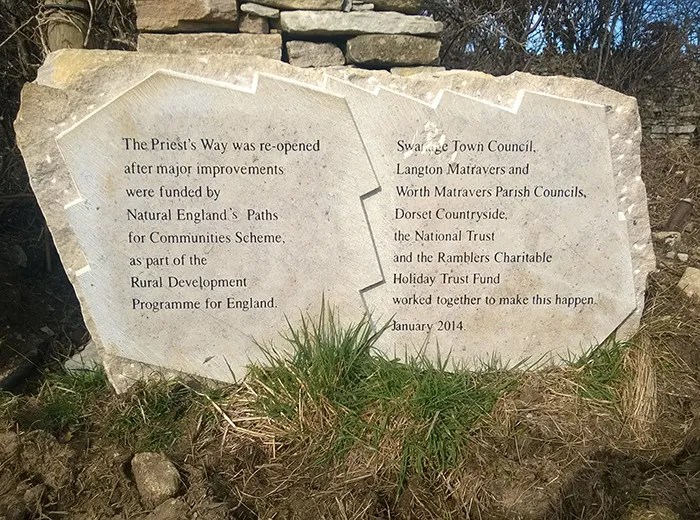 The Priest's Way was re-opened
after major improvements
were funded by
Natural England's Paths
for Communities Scheme,
as part of the
Rural Development
Programme for England.
Swanage Town Council,
Langton Matravers and
Worth Matravers Parish Councils,
Dorset Countryside,
the National Trust
and the Ramblers Charitable
Holiday Trust Fund
worked together to make this happen.
January 2014.